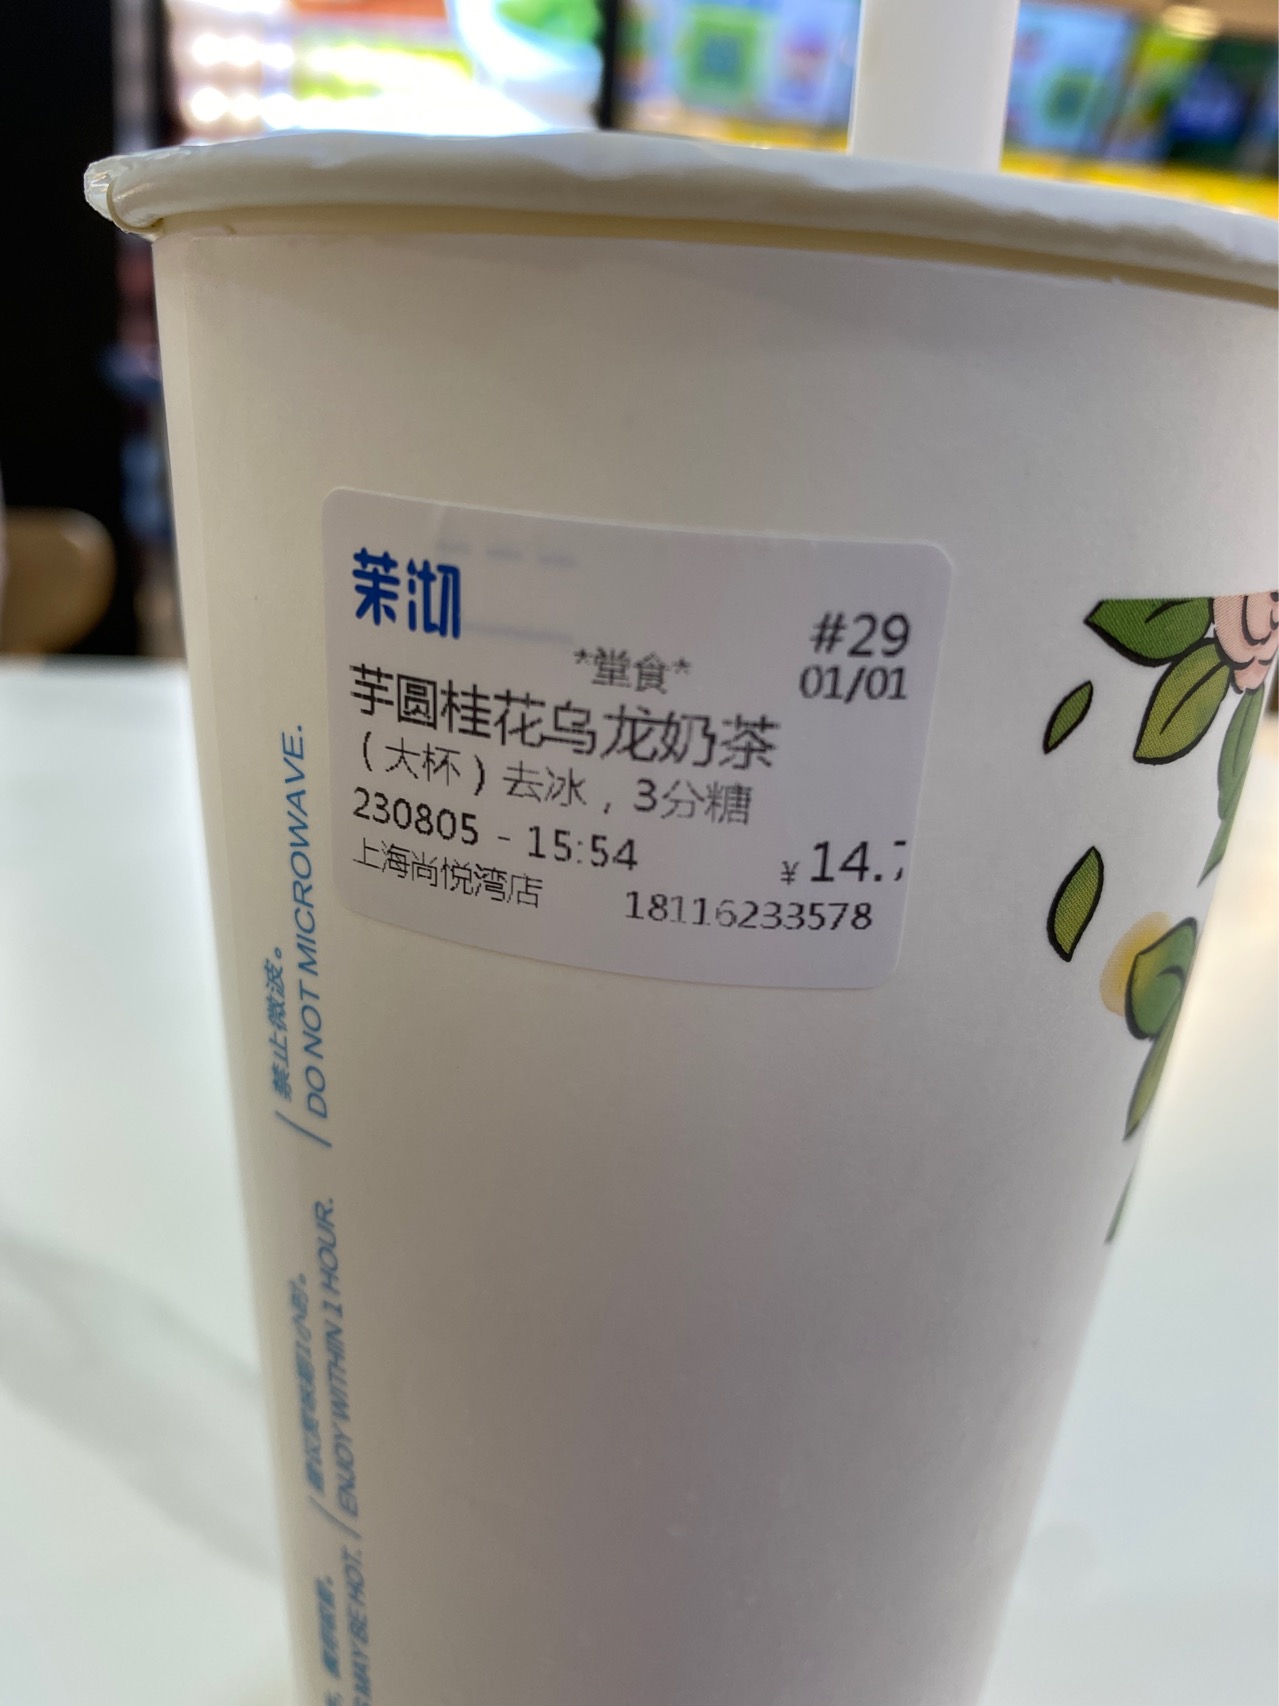 茉沏
#29
*堂食*
01/01
芋圆桂花乌龙奶茶
（大杯）去冰，3分糖
230805 - 15:54
¥14.7
上海尚悦湾店
18116233578
禁止微波。
DO NOT MICROWAVE.
ENJOY WITHIN 1 HOUR.
MAY BE HOT.